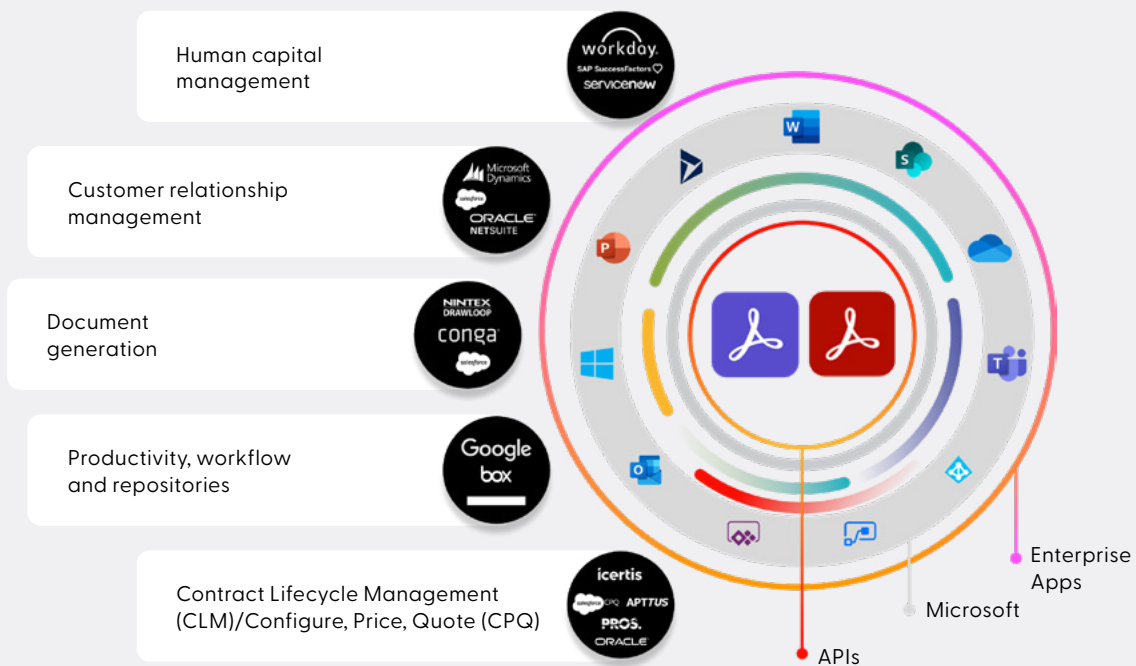 Human capital
management
workday.
SAP SuccessFactors
servicenow
Customer relationship
management
Microsoft
Dynamics
salesforce
ORACLE
NETSUITE
Document
generation
NINTEX
DRAWLOOP
conga
salesforce
Productivity, workflow
and repositories
Google
box
Contract Lifecycle Management
(CLM)/Configure, Price, Quote (CPQ)
icertis
salesforce CPQ APTTUS
PROS.
ORACLE
W
S
P
T
O
Enterprise
Apps
Microsoft
APIs